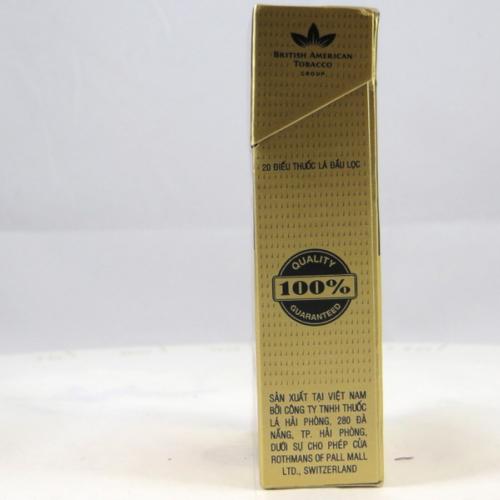 BRITISH AMERICAN
TOBACCO
GROUP
20 ĐIẾU THUỐC LÁ ĐẦU LỌC
QUALITY
100%
GUARANTEED
SẢN XUẤT TẠI VIỆT NAM
BỞI CÔNG TY TNHH THUỐC
LÁ HẢI PHÒNG, 280 ĐÀ
NẴNG, TP. HẢI PHÒNG,
DƯỚI SỰ CHO PHÉP CỦA
ROTHMANS OF PALL MALL
LTD., SWITZERLAND